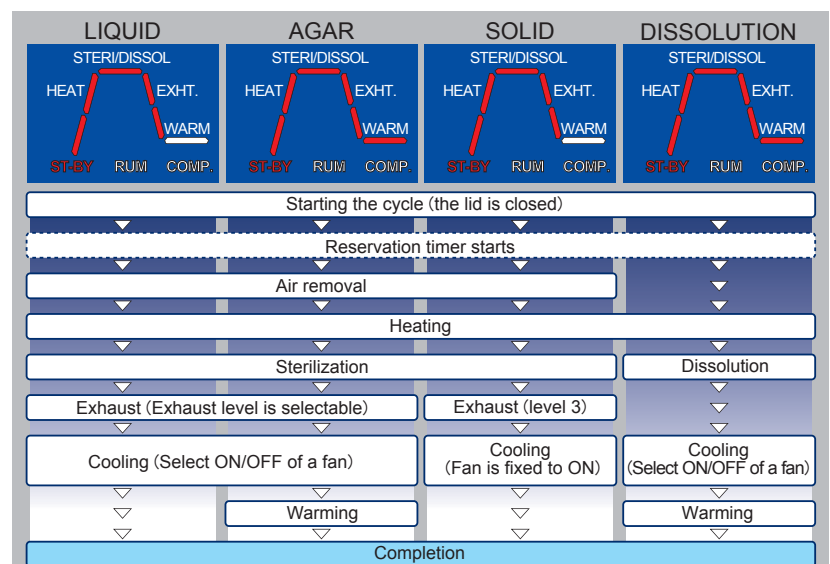 LIQUID AGAR SOLID DISSOLUTION
STERI/DISSOL STERI/DISSOL STERI/DISSOL STERI/DISSOL
HEAT EXHT. HEAT EXHT. HEAT EXHT. HEAT EXHT.
WARM WARM WARM WARM
ST-BY RUM COMP. ST-BY RUM COMP. ST-BY RUM COMP. ST-BY RUM COMP.
Starting the cycle (the lid is closed)
Reservation timer starts
Air removal
Heating
Sterilization Dissolution
Exhaust (Exhaust level is selectable) Exhaust (level 3)
Cooling (Select ON/OFF of a fan) Cooling Cooling
(Fan is fixed to ON) (Select ON/OFF of a fan)
Warming Warming
Completion